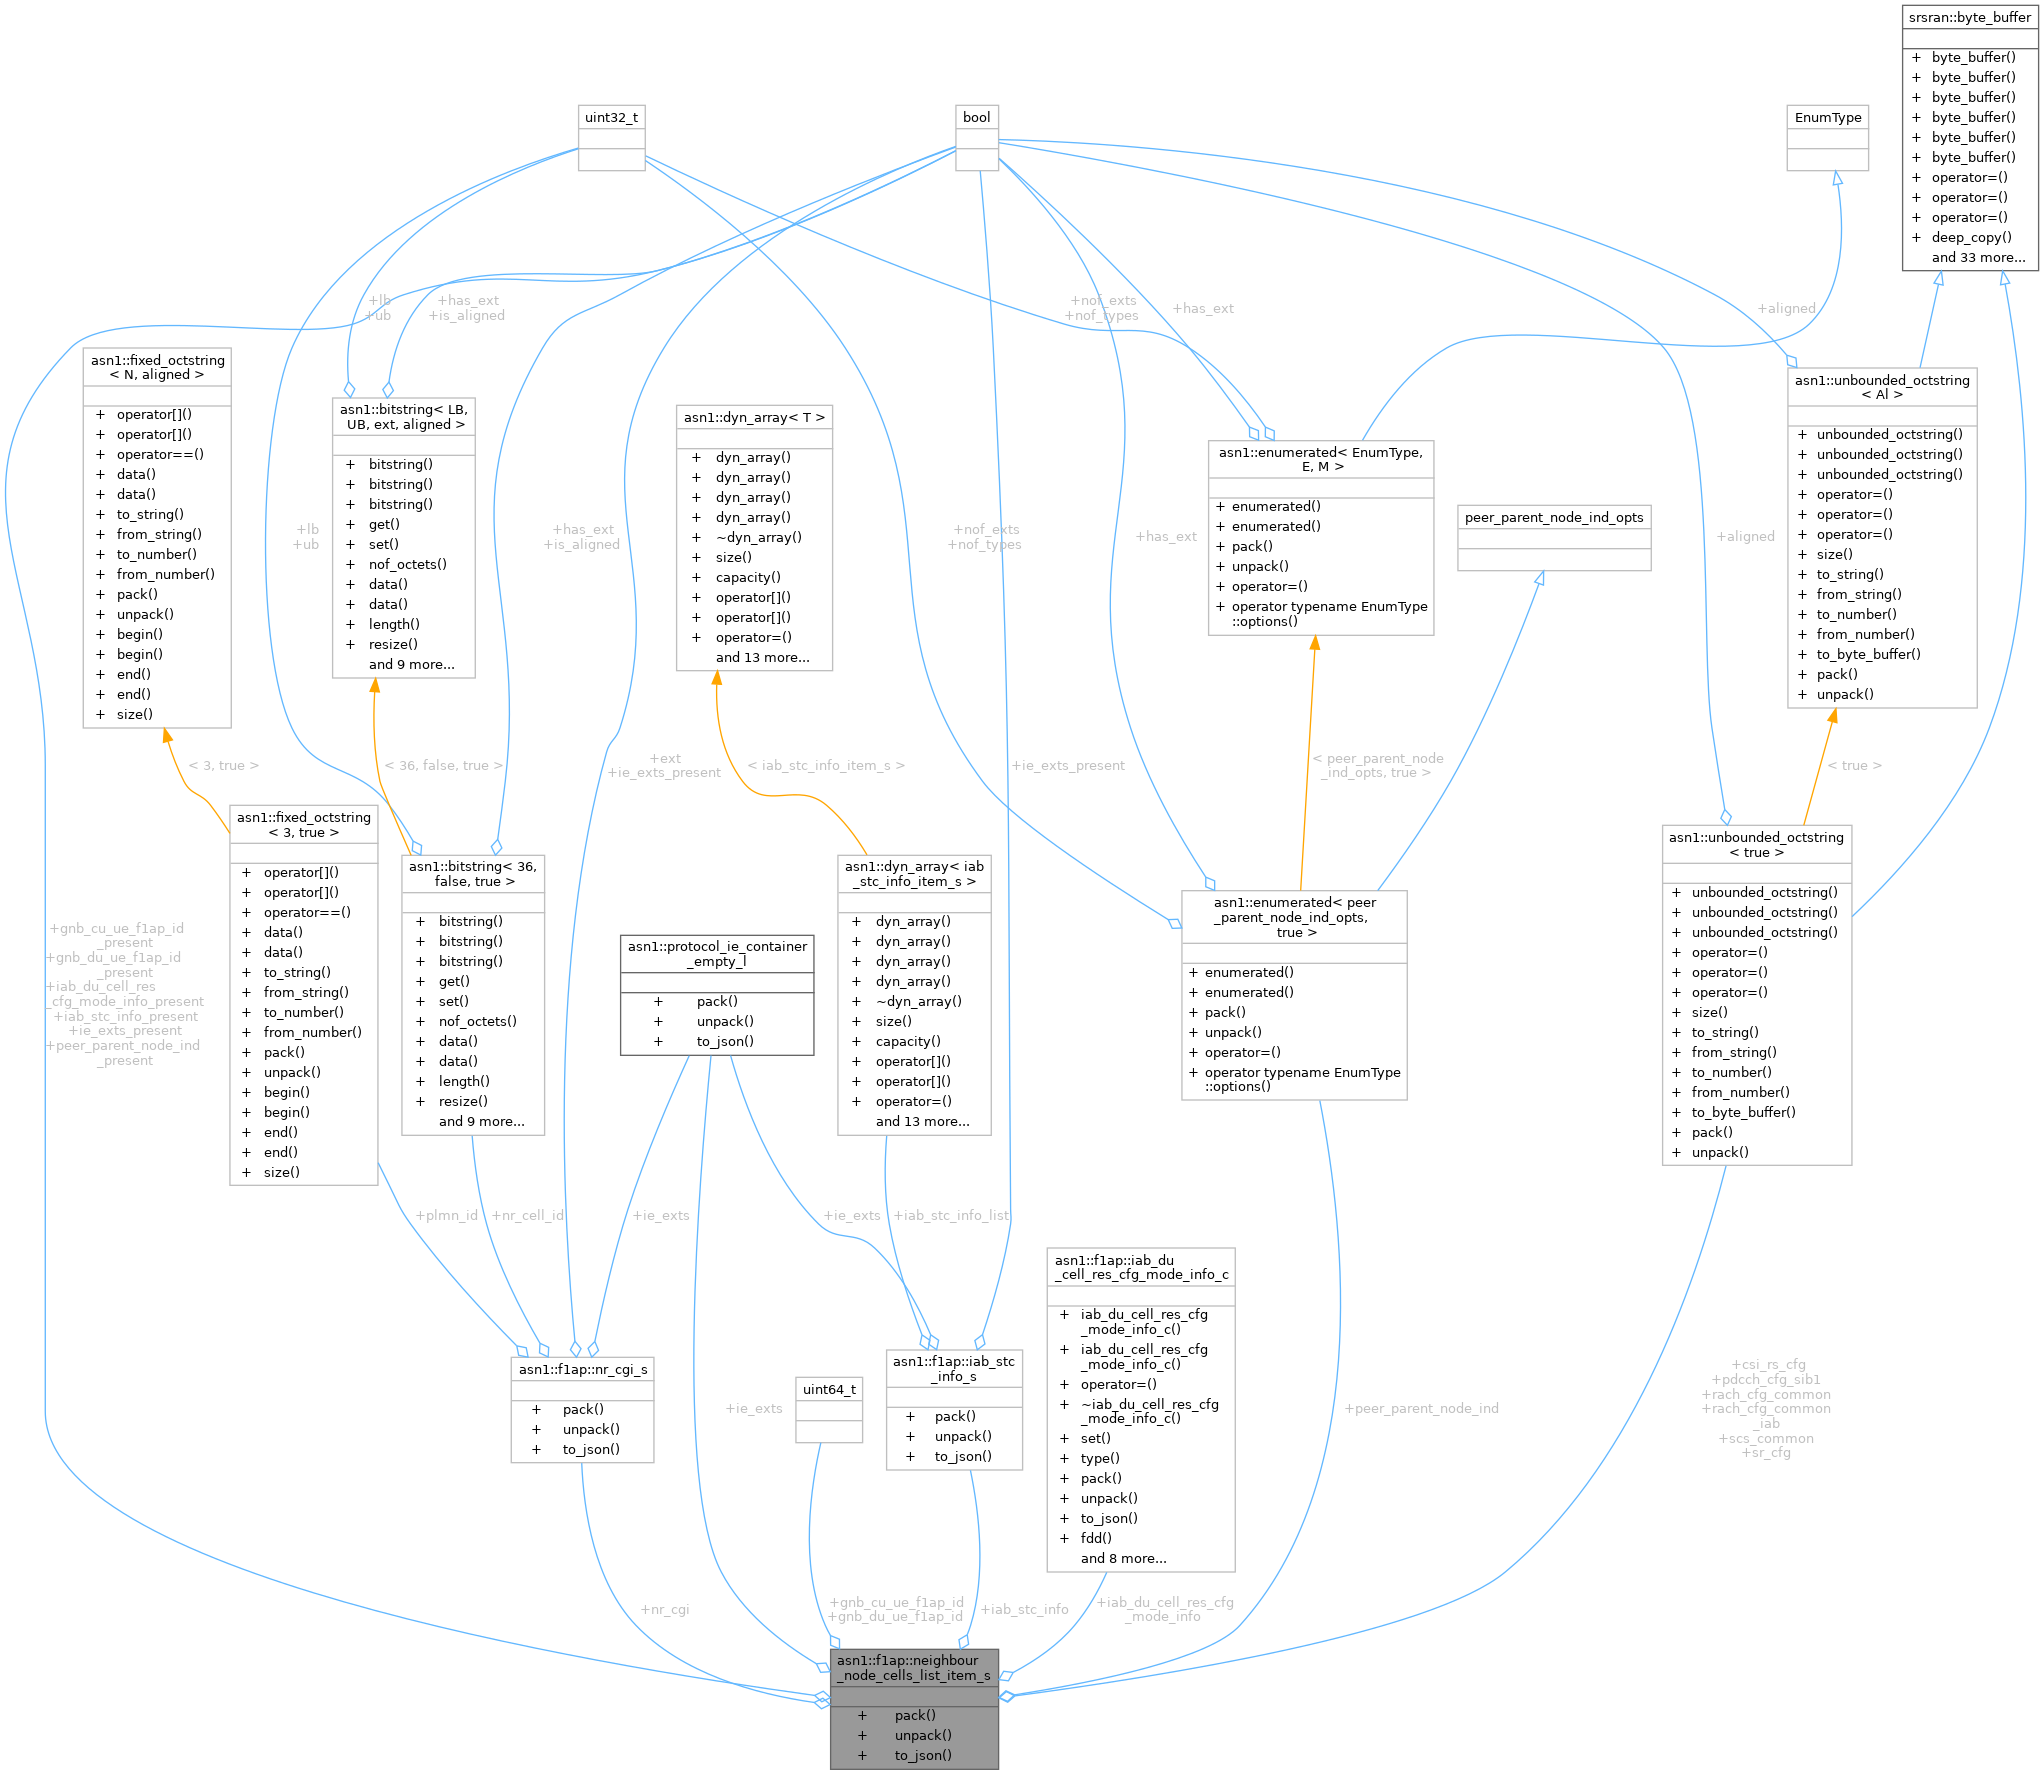 srsran::byte_buffer
+ byte_buffer()
+ byte_buffer()
+ byte_buffer()
+ byte_buffer()
+ byte_buffer()
+ byte_buffer()
+ operator=()
+ operator=()
+ operator=()
+ deep_copy()
and 33 more...
uint32_t
bool
EnumType
+lb
+ub
+has_ext
+is_aligned
+nof_exts
+nof_types
+has_ext
+aligned
asn1::fixed_octstring
< N, aligned >
+ operator[]()
+ operator[]()
+ operator==()
+ data()
+ data()
+ to_string()
+ from_string()
+ to_number()
+ from_number()
+ pack()
+ unpack()
+ begin()
+ begin()
+ end()
+ end()
+ size()
asn1::bitstring< LB,
UB, ext, aligned >
+ bitstring()
+ bitstring()
+ bitstring()
+ get()
+ set()
+ nof_octets()
+ data()
+ data()
+ length()
+ resize()
and 9 more...
asn1::dyn_array< T >
+ dyn_array()
+ dyn_array()
+ dyn_array()
+ dyn_array()
+ ~dyn_array()
+ size()
+ capacity()
+ operator[]()
+ operator[]()
+ operator=()
and 13 more...
asn1::enumerated< EnumType,
E, M >
+ enumerated()
+ enumerated()
+ pack()
+ unpack()
+ operator=()
+ operator typename EnumType
::options()
peer_parent_node_ind_opts
asn1::unbounded_octstring
< Al >
+ unbounded_octstring()
+ unbounded_octstring()
+ unbounded_octstring()
+ operator=()
+ operator=()
+ operator=()
+ size()
+ to_string()
+ from_string()
+ to_number()
+ from_number()
+ to_byte_buffer()
+ pack()
+ unpack()
+lb
+ub
+has_ext
+is_aligned
+nof_exts
+nof_types
+has_ext
+aligned
< 3, true >
< 36, false, true >
+ext
+ie_exts_present
< iab_stc_info_item_s >
+ie_exts_present
< peer_parent_node
_ind_opts, true >
< true >
+gnb_cu_ue_f1ap_id
_present
+gnb_du_ue_f1ap_id
_present
+iab_du_cell_res
_cfg_mode_info_present
+iab_stc_info_present
+ie_exts_present
+peer_parent_node_ind
_present
asn1::fixed_octstring
< 3, true >
+ operator[]()
+ operator[]()
+ operator==()
+ data()
+ data()
+ to_string()
+ from_string()
+ to_number()
+ from_number()
+ pack()
+ unpack()
+ begin()
+ begin()
+ end()
+ end()
+ size()
asn1::bitstring< 36,
false, true >
+ bitstring()
+ bitstring()
+ bitstring()
+ get()
+ set()
+ nof_octets()
+ data()
+ data()
+ length()
+ resize()
and 9 more...
asn1::protocol_ie_container
_empty_l
+ pack()
+ unpack()
+ to_json()
asn1::dyn_array< iab
_stc_info_item_s >
+ dyn_array()
+ dyn_array()
+ dyn_array()
+ dyn_array()
+ ~dyn_array()
+ size()
+ capacity()
+ operator[]()
+ operator[]()
+ operator=()
and 13 more...
asn1::enumerated< peer
_parent_node_ind_opts,
true >
+ enumerated()
+ enumerated()
+ pack()
+ unpack()
+ operator=()
+ operator typename EnumType
::options()
asn1::unbounded_octstring
< true >
+ unbounded_octstring()
+ unbounded_octstring()
+ unbounded_octstring()
+ operator=()
+ operator=()
+ operator=()
+ size()
+ to_string()
+ from_string()
+ to_number()
+ from_number()
+ to_byte_buffer()
+ pack()
+ unpack()
+plmn_id
+nr_cell_id
+ie_exts
+ie_exts
+iab_stc_info_list
asn1::f1ap::nr_cgi_s
+ pack()
+ unpack()
+ to_json()
+ie_exts
uint64_t
asn1::f1ap::iab_stc
_info_s
+ pack()
+ unpack()
+ to_json()
asn1::f1ap::iab_du
_cell_res_cfg_mode_info_c
+ iab_du_cell_res_cfg
_mode_info_c()
+ iab_du_cell_res_cfg
_mode_info_c()
+ operator=()
+ ~iab_du_cell_res_cfg
_mode_info_c()
+ set()
+ type()
+ pack()
+ unpack()
+ to_json()
+ fdd()
and 8 more...
+peer_parent_node_ind
+csi_rs_cfg
+pdcch_cfg_sib1
+rach_cfg_common
+rach_cfg_common
_iab
+scs_common
+sr_cfg
+nr_cgi
+gnb_cu_ue_f1ap_id
+gnb_du_ue_f1ap_id
+iab_stc_info
+iab_du_cell_res_cfg
_mode_info
asn1::f1ap::neighbour
_node_cells_list_item_s
+ pack()
+ unpack()
+ to_json()